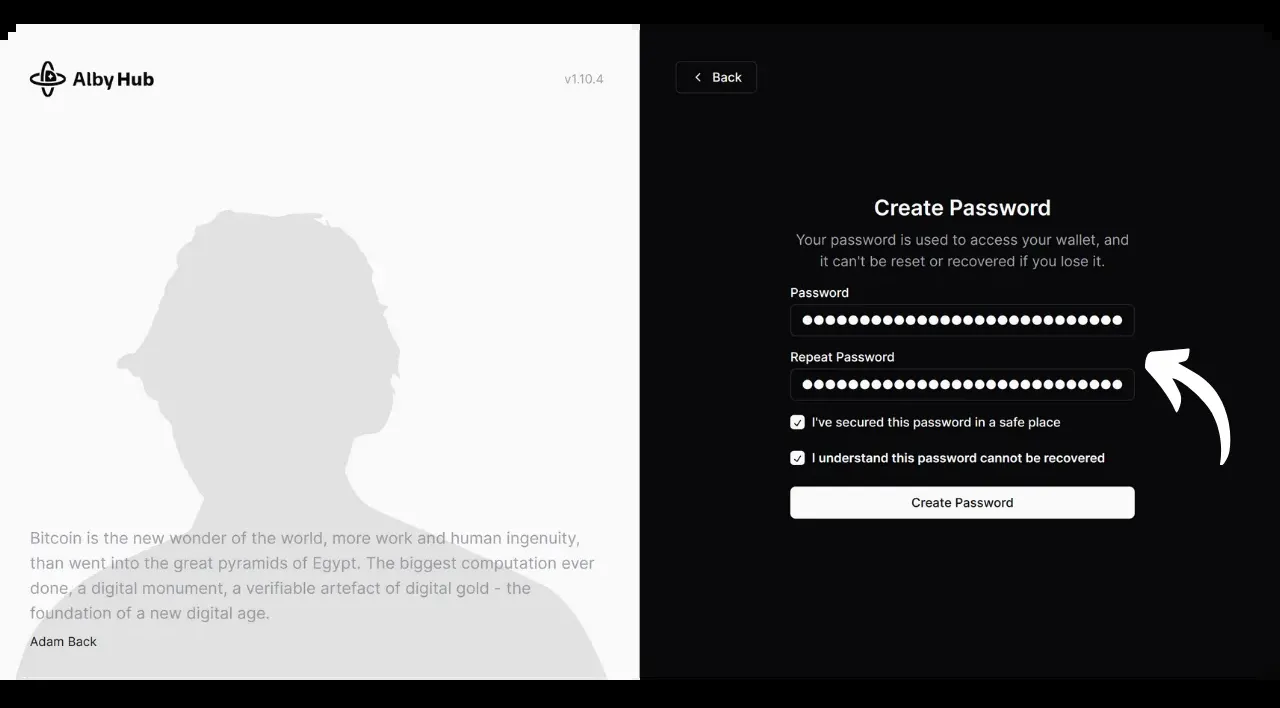 Alby Hub
v1.10.4
Bitcoin is the new wonder of the world, more work and human ingenuity,
than went into the great pyramids of Egypt. The biggest computation ever
done, a digital monument, a verifiable artefact of digital gold - the
foundation of a new digital age.
Adam Back
Back
Create Password
Your password is used to access your wallet, and
it can't be reset or recovered if you lose it.
Password
Repeat Password
I've secured this password in a safe place
I understand this password cannot be recovered
Create Password